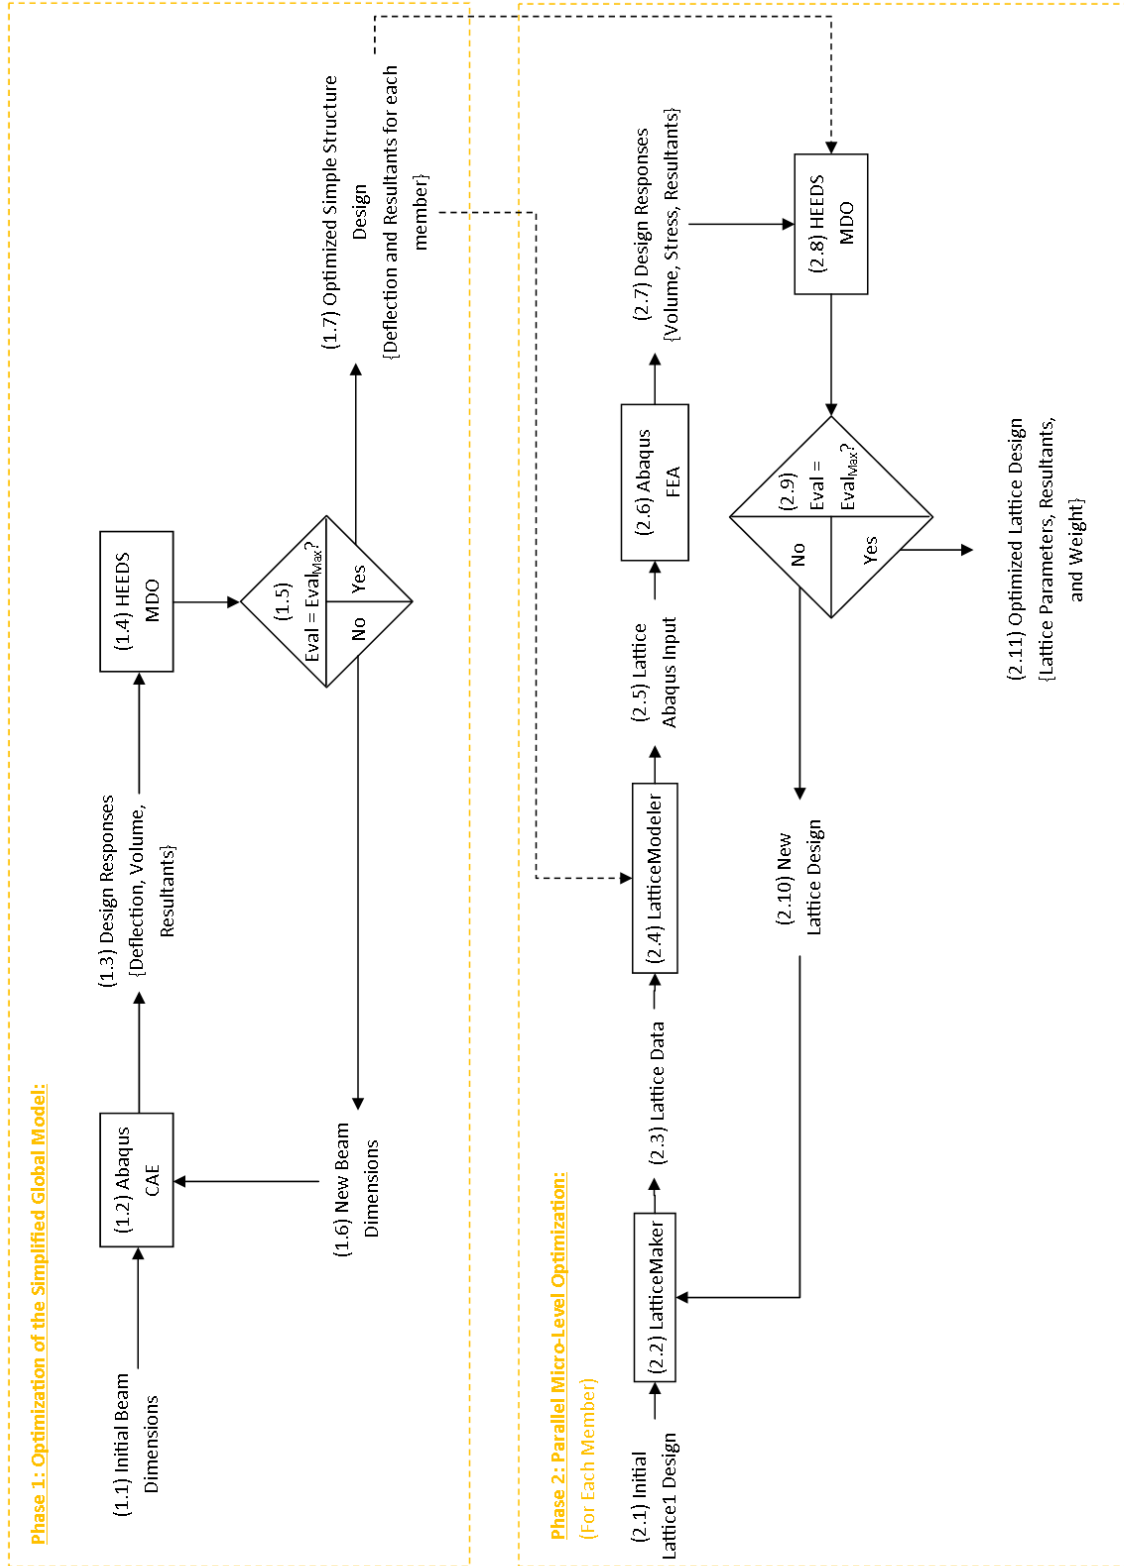 Phase 1: Optimization of the Simplified Global Model:
(1.1) Initial Beam
Dimensions
(1.2) Abaqus
CAE
(1.3) Design Responses
{Deflection, Volume,
Resultants}
(1.4) HEEDS
MDO
(1.5)
Eval = EvalMax?
No
Yes
(1.6) New Beam
Dimensions
(1.7) Optimized Simple Structure
Design
{Deflection and Resultants for each
member}
Phase 2: Parallel Micro-Level Optimization:
(For Each Member)
(2.1) Initial
Lattice1 Design
(2.2) LatticeMaker
(2.3) Lattice Data
(2.4) LatticeModeler
(2.5) Lattice
Abaqus Input
(2.6) Abaqus
FEA
(2.7) Design Responses
{Volume, Stress, Resultants}
(2.8) HEEDS
MDO
(2.9)
Eval =
EvalMax?
No
Yes
(2.10) New
Lattice Design
(2.11) Optimized Lattice Design
{Lattice Parameters, Resultants,
and Weight}